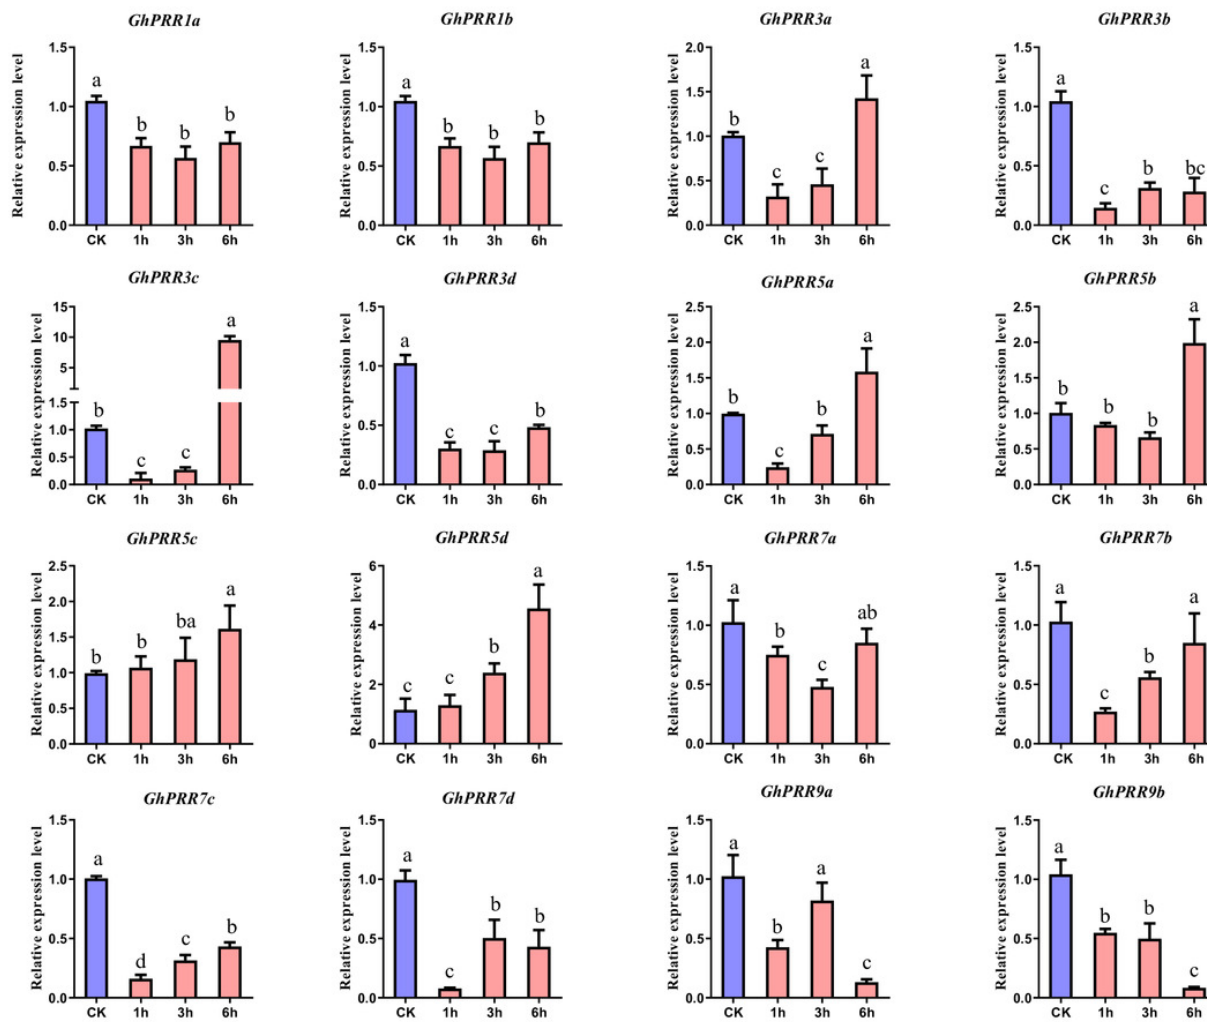 GhPRR1a
GhPRR1b
GhPRR3a
GhPRR3b
Relative expression level
1.5
1.0
0.5
0.0
a
b
b
b
CK 1h 3h 6h
Relative expression level
1.5
1.0
0.5
0.0
a
b
b
b
CK 1h 3h 6h
Relative expression level
2.0
1.5
1.0
0.5
0.0
b
c
c
a
CK 1h 3h 6h
Relative expression level
1.5
1.0
0.5
0.0
a
c
b
bc
CK 1h 3h 6h
GhPRR3c
GhPRR3d
GhPRR5a
GhPRR5b
Relative expression level
15
10
5
1.5
1.0
0.5
0.0
b
c
c
a
CK 1h 3h 6h
Relative expression level
1.5
1.0
0.5
0.0
a
c
c
b
CK 1h 3h 6h
Relative expression level
2.5
2.0
1.5
1.0
0.5
0.0
b
c
b
a
CK 1h 3h 6h
Relative expression level
2.5
2.0
1.5
1.0
0.5
0.0
b
b
b
a
CK 1h 3h 6h
GhPRR5c
GhPRR5d
GhPRR7a
GhPRR7b
Relative expression level
2.5
2.0
1.5
1.0
0.5
0.0
b
b
ba
a
CK 1h 3h 6h
Relative expression level
6
4
2
0
c
c
b
a
CK 1h 3h 6h
Relative expression level
1.5
1.0
0.5
0.0
a
b
c
ab
CK 1h 3h 6h
Relative expression level
1.5
1.0
0.5
0.0
a
c
b
a
CK 1h 3h 6h
GhPRR7c
GhPRR7d
GhPRR9a
GhPRR9b
Relative expression level
1.5
1.0
0.5
0.0
a
d
c
b
CK 1h 3h 6h
Relative expression level
1.5
1.0
0.5
0.0
a
c
b
b
CK 1h 3h 6h
Relative expression level
1.5
1.0
0.5
0.0
a
b
a
c
CK 1h 3h 6h
Relative expression level
1.5
1.0
0.5
0.0
a
b
b
c
CK 1h 3h 6h